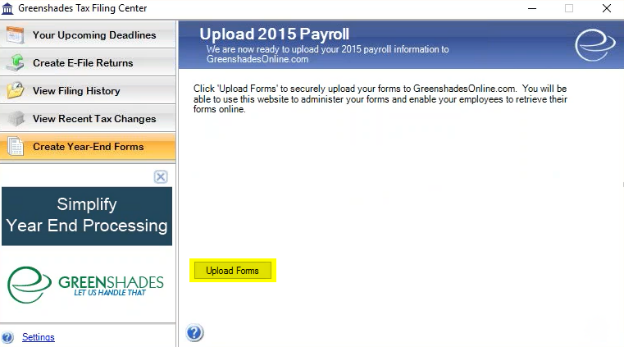 Greenshades Tax Filing Center
Your Upcoming Deadlines
Create E-File Returns
View Filing History
View Recent Tax Changes
Create Year-End Forms
Simplify
Year End Processing
GREENSHADES
LET US HANDLE THAT
Settings
Upload 2015 Payroll
We are now ready to upload your 2015 payroll information to
GreenshadesOnline.com
Click 'Upload Forms' to securely upload your forms to GreenshadesOnline.com. You will be
able to use this website to administer your forms and enable your employees to retrieve their
forms online.
Upload Forms